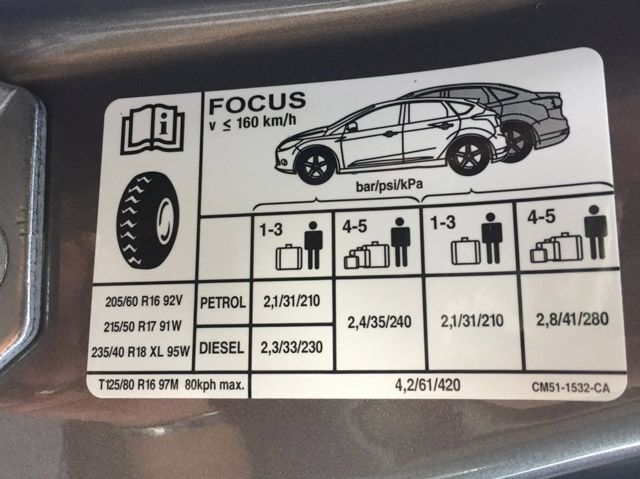 FOCUS
v ≤ 160 km/h
bar/psi/kPa
1-3 4-5 1-3 4-5
205/60 R16 92V PETROL 2,1/31/210
215/50 R17 91W 2,4/35/240 2,1/31/210 2,8/41/280
235/40 R18 XL 95W DIESEL 2,3/33/230
T125/80 R16 97M 80kph max. 4,2/61/420 CM51-1532-CA